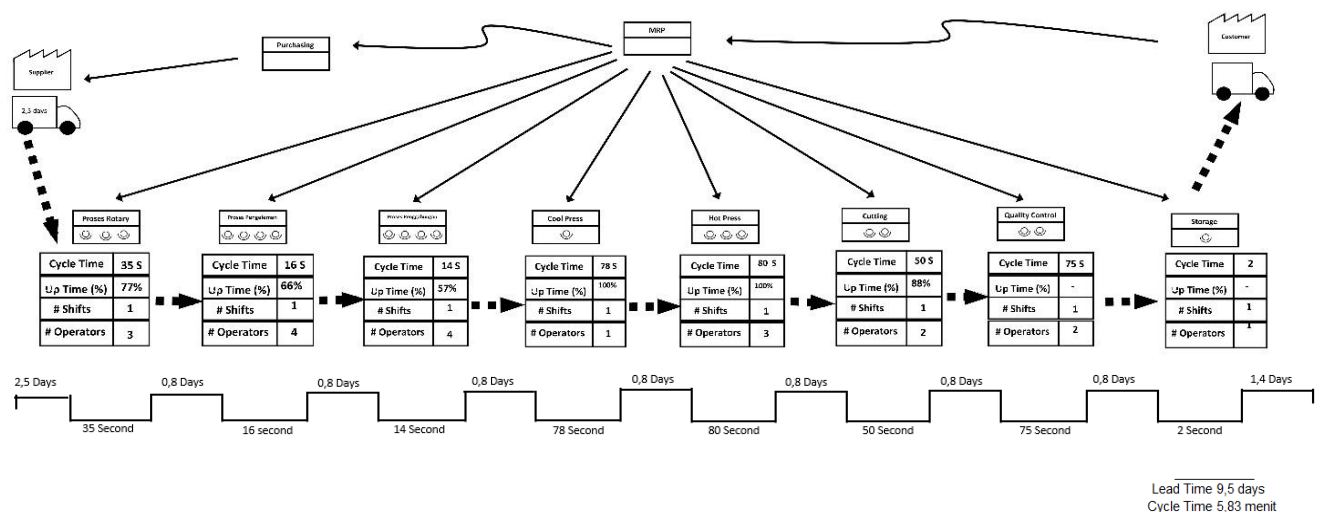 MRP
Customer
Purchasing
Supplier
2,5 days
Proses Rotary
Cycle Time 35 S
Up Time (%) 77%
# Shifts 1
# Operators 3
Proses Pengeleman
Cycle Time 16 S
Up Time (%) 66%
# Shifts 1
# Operators 4
Cycle Time 14 S
Up Time (%) 57%
# Shifts 1
# Operators 4
Cool Press
Cycle Time 78 S
Up Time (%) 100%
# Shifts 1
# Operators 1
Hot Press
Cycle Time 80 S
Up Time (%) 100%
# Shifts 1
# Operators 3
Cutting
Cycle Time 50 S
Up Time (%) 88%
# Shifts 1
# Operators 2
Quality Control
Cycle Time 75 S
Up Time (%) -
# Shifts 1
# Operators 2
Storage
Cycle Time 2
Up Time (%) -
# Shifts 1
# Operators 1
2,5 Days 0,8 Days 0,8 Days 0,8 Days 0,8 Days 0,8 Days 0,8 Days 0,8 Days 1,4 Days
35 Second 16 second 14 Second 78 Second 80 Second 50 Second 75 Second 2 Second
Lead Time 9,5 days
Cycle Time 5,83 menit